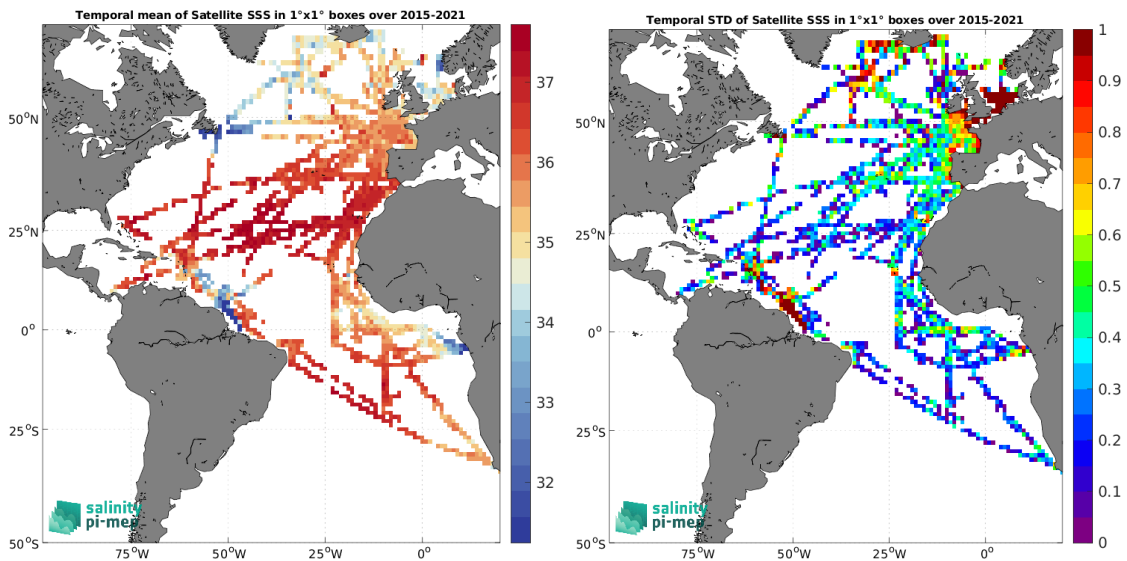 Temporal mean of Satellite SSS in 1°x1° boxes over 2015-2021
50°N
25°N
0°
25°S
50°S
75°W
50°W
25°W
0°
37
36
35
34
33
32
salinity
pi-mep
Temporal STD of Satellite SSS in 1°x1° boxes over 2015-2021
50°N
25°N
0°
25°S
50°S
75°W
50°W
25°W
0°
1
0.9
0.8
0.7
0.6
0.5
0.4
0.3
0.2
0.1
0
salinity
pi-mep